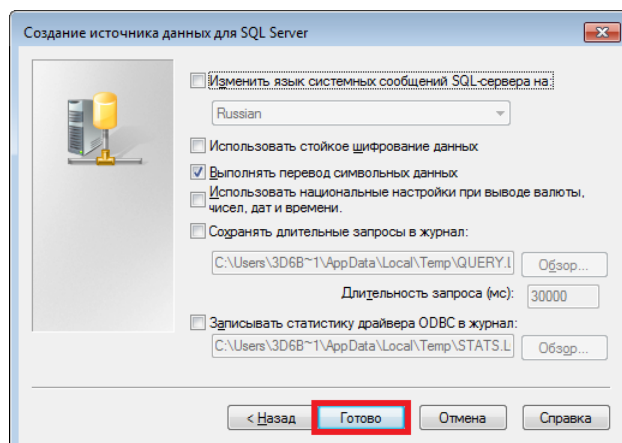 Создание источника данных для SQL Server
Изменить язык системных сообщений SQL-сервера на:
Russian
Использовать стойкое шифрование данных
Выполнять перевод символьных данных
Использовать национальные настройки при выводе валюты,
чисел, дат и времени.
Сохранять длительные запросы в журнал:
C:\Users\3D6B~1\AppData\Local\Temp\QUERY.L
Обзор...
Длительность запроса (мс):
30000
Записывать статистику драйвера ODBC в журнал:
C:\Users\3D6B~1\AppData\Local\Temp\STATS.L
Обзор...
< Назад
Готово
Отмена
Справка